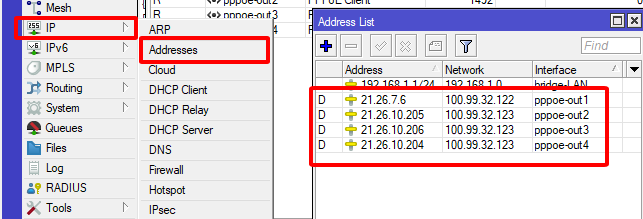 Mesh
IP
IPv6
MPLS
Routing
System
Queues
Files
Log
RADIUS
Tools
ARP
Addresses
Cloud
DHCP Client
DHCP Relay
DHCP Server
DNS
Firewall
Hotspot
IPsec
R pppoe-out2
R pppoe-out3
Address List
Find
Address Network Interface
192.168.1.1/24 192.168.1.0 bridge-LAN
D 21.26.7.6 100.99.32.122 pppoe-out1
D 21.26.10.205 100.99.32.123 pppoe-out2
D 21.26.10.206 100.99.32.123 pppoe-out3
D 21.26.10.204 100.99.32.123 pppoe-out4